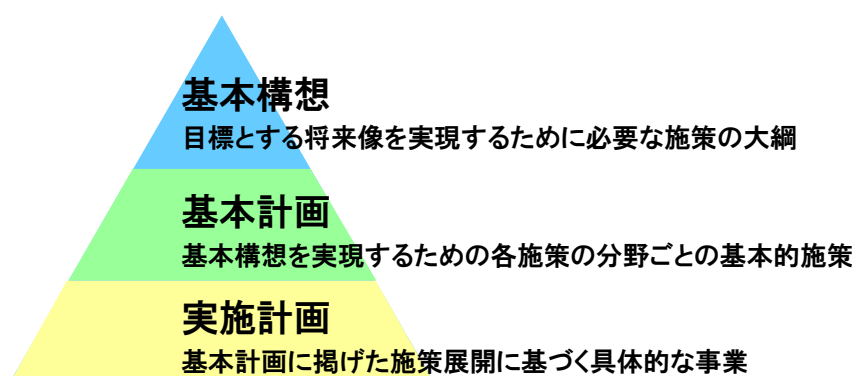 基本構想
目標とする将来像を実現するために必要な施策の大綱
基本計画
基本構想を実現するための各施策の分野ごとの基本的施策
実施計画
基本計画に掲げた施策展開に基づく具体的な事業